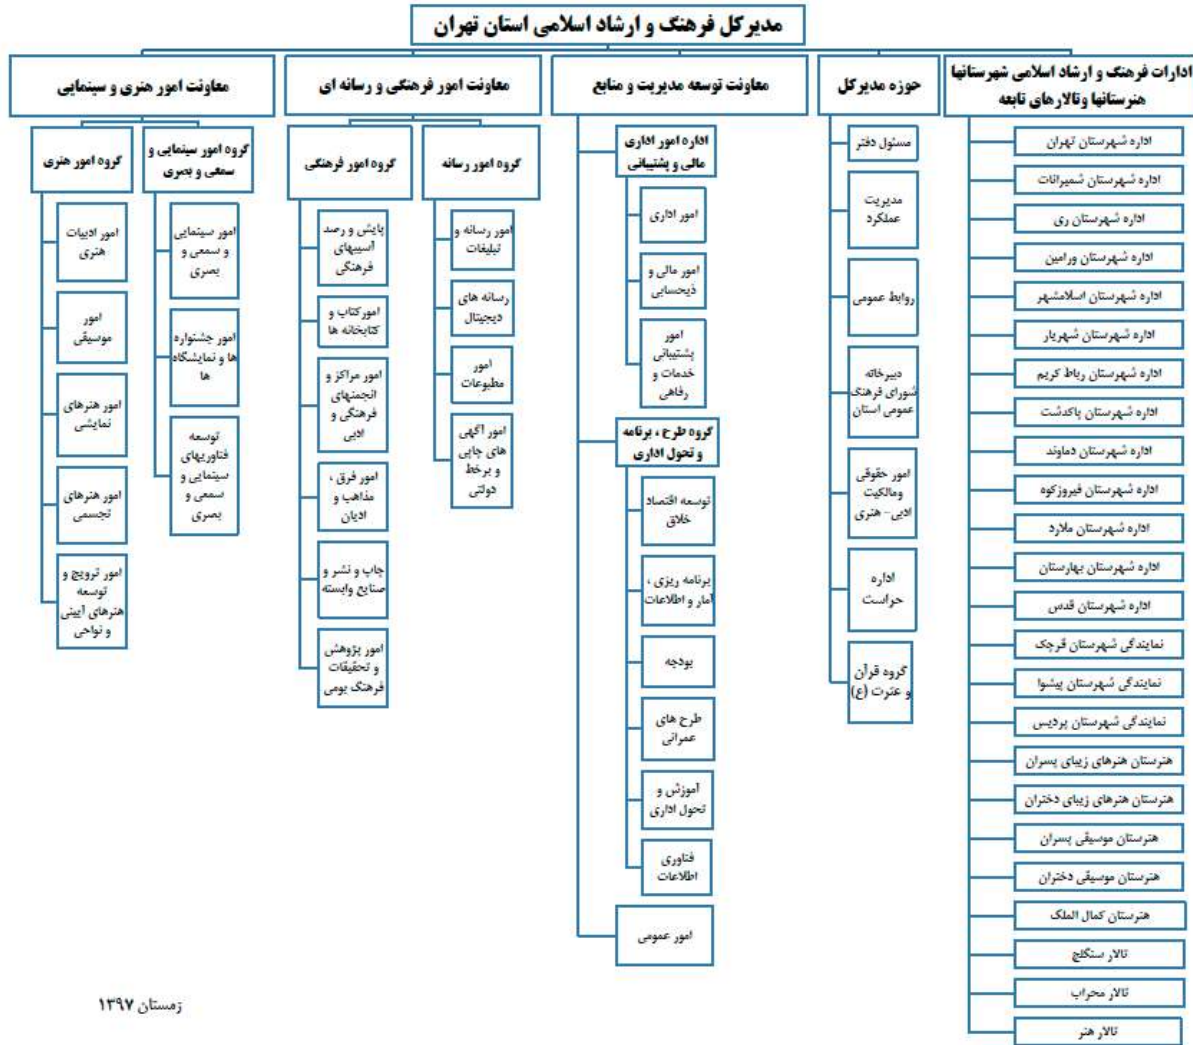 مدیرکل فرهنگ و ارشاد اسلامی استان تهران
ادارات فرهنگ و ارشاد اسلامی شهرستانها
هنرستانها وتالارهای تابعه
اداره شهرستان تهران
اداره شهرستان شمیرانات
اداره شهرستان ری
اداره شهرستان ورامین
اداره شهرستان اسلامشهر
اداره شهرستان شهریار
اداره شهرستان رباط کریم
اداره شهرستان پاکدشت
اداره شهرستان دماوند
اداره شهرستان فیروزکوه
اداره شهرستان ملارد
اداره شهرستان بهارستان
اداره شهرستان قدس
نمایندگی شهرستان قرچک
نمایندگی شهرستان پیشوا
نمایندگی شهرستان پردیس
هنرستان هنرهای زیبای پسران
هنرستان هنرهای زیبای دختران
هنرستان موسیقی پسران
هنرستان موسیقی دختران
هنرستان کمال الملک
تالار سنگلج
تالار محراب
تالار هنر
حوزه مدیرکل
مسئول دفتر
مدیریت
عملکرد
روابط عمومی
دبیرخانه
شورای فرهنگ
عمومی استان
امور حقوقی
ومالکیت
ادبی- هنری
اداره
حراست
گروه قرآن
و عترت (ع)
معاونت توسعه مدیریت و منابع
اداره امور اداری
مالی و پشتیبانی
امور اداری
امور مالی و
ذیحسابی
امور
پشتیبانی
خدمات و
رفاهی
گروه طرح ، برنامه
و تحول اداری
توسعه اقتصاد
خلاق
برنامه ریزی ،
آمار و اطلاعات
بودجه
طرح های
عمرانی
آموزش و
تحول اداری
فناوری
اطلاعات
امور عمومی
معاونت امور فرهنگی و رسانه ای
گروه امور رسانه
امور رسانه و
تبلیغات
رسانه های
دیجیتال
امور
مطبوعات
امور آگهی
های چاپی
و برخط
دولتی
گروه امور فرهنگی
پایش و رصد
آسیبهای
فرهنگی
امورکتاب و
کتابخانه ها
امور مراکز و
انجمنهای
فرهنگی و
ادبی
امور فرق ،
مذاهب و
ادیان
چاپ و نشر و
صنایع وابسته
امور پژوهش
و تحقیقات
فرهنگ بومی
معاونت امور هنری و سینمایی
گروه امور سینمایی و
سمعی و بصری
امور سینمایی
و سمعی و
بصری
امور جشنواره
ها و نمایشگاه
ها
توسعه
فناوریهای
سینمایی و
سمعی و
بصری
گروه امور هنری
امور ادبیات
هنری
امور
موسیقی
امور هنرهای
نمایشی
امور هنرهای
تجسمی
امور ترویج و
توسعه
هنرهای آیینی
و نواحی
زمستان ۱۳۹۷